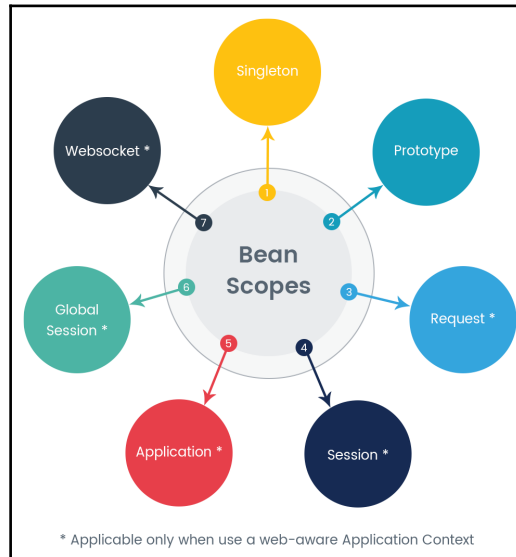 Singleton
Websocket *
Prototype
1
7
2
Bean
Scopes
6
3
Global
Session *
Request *
5
4
Application *
Session *
* Applicable only when use a web-aware Application Context